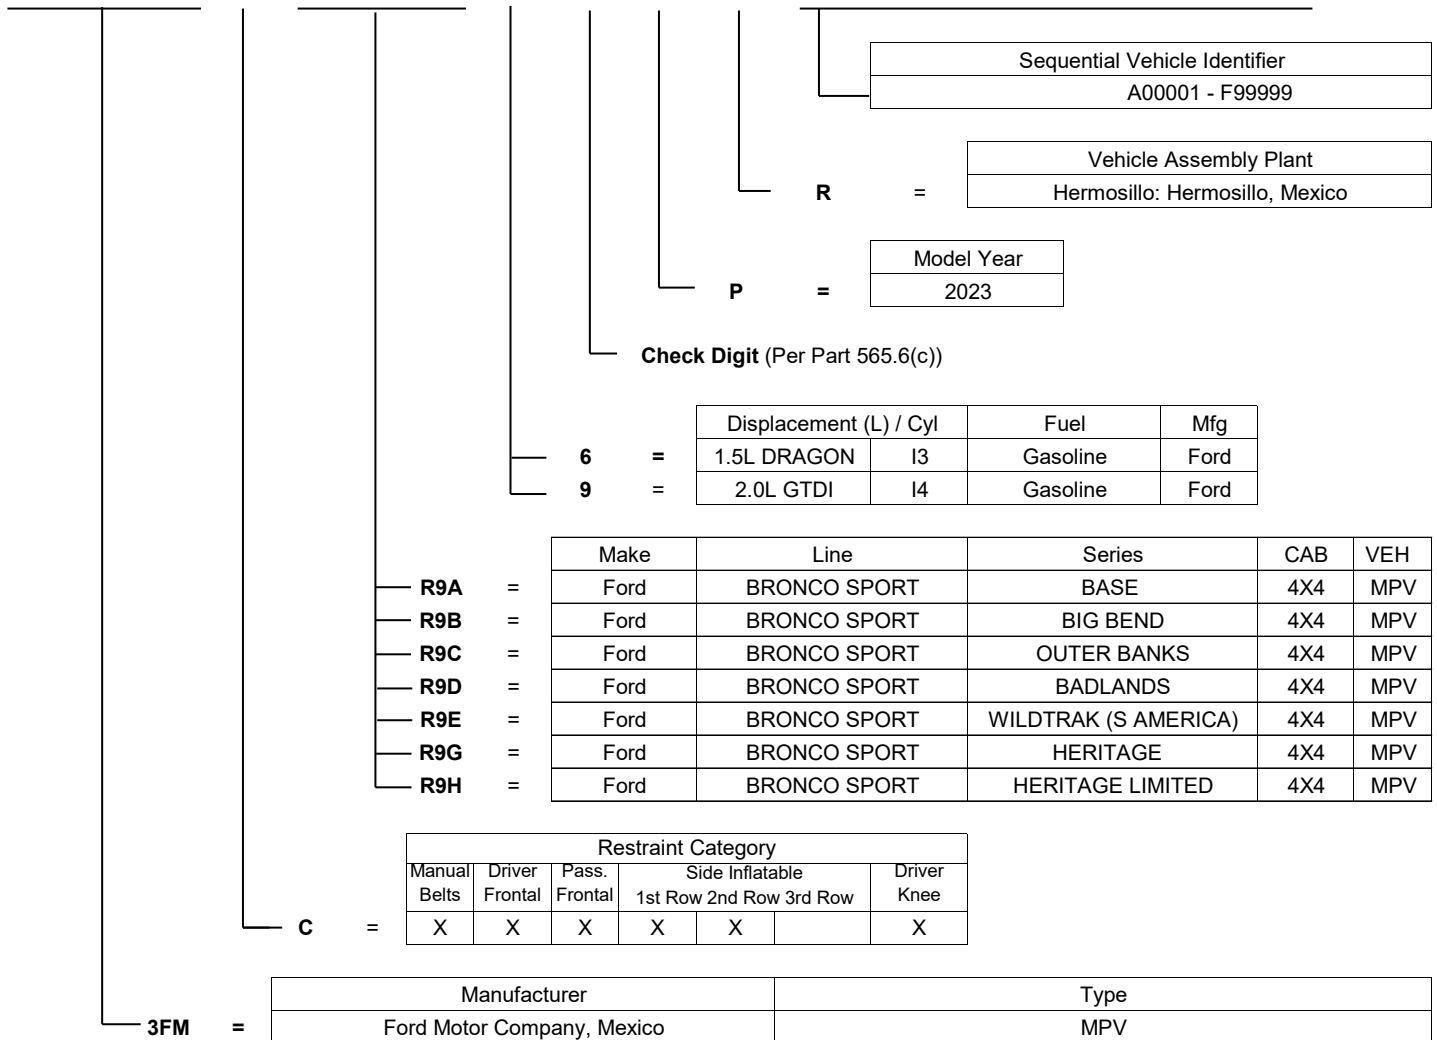 Sequential Vehicle Identifier
A00001 - F99999
Vehicle Assembly Plant
R = Hermosillo: Hermosillo, Mexico
Model Year
P = 2023
Check Digit (Per Part 565.6(c))
Displacement (L) / Cyl Fuel Mfg
6 = 1.5L DRAGON I3 Gasoline Ford
9 = 2.0L GTDI I4 Gasoline Ford
Make Line Series CAB VEH
R9A = Ford BRONCO SPORT BASE 4X4 MPV
R9B = Ford BRONCO SPORT BIG BEND 4X4 MPV
R9C = Ford BRONCO SPORT OUTER BANKS 4X4 MPV
R9D = Ford BRONCO SPORT BADLANDS 4X4 MPV
R9E = Ford BRONCO SPORT WILDTRAK (S AMERICA) 4X4 MPV
R9G = Ford BRONCO SPORT HERITAGE 4X4 MPV
R9H = Ford BRONCO SPORT HERITAGE LIMITED 4X4 MPV
Restraint Category
Manual Driver Pass. Side Inflatable Driver
Belts Frontal Frontal 1st Row 2nd Row 3rd Row Knee
C = X X X X X X
Manufacturer Type
3FM = Ford Motor Company, Mexico MPV